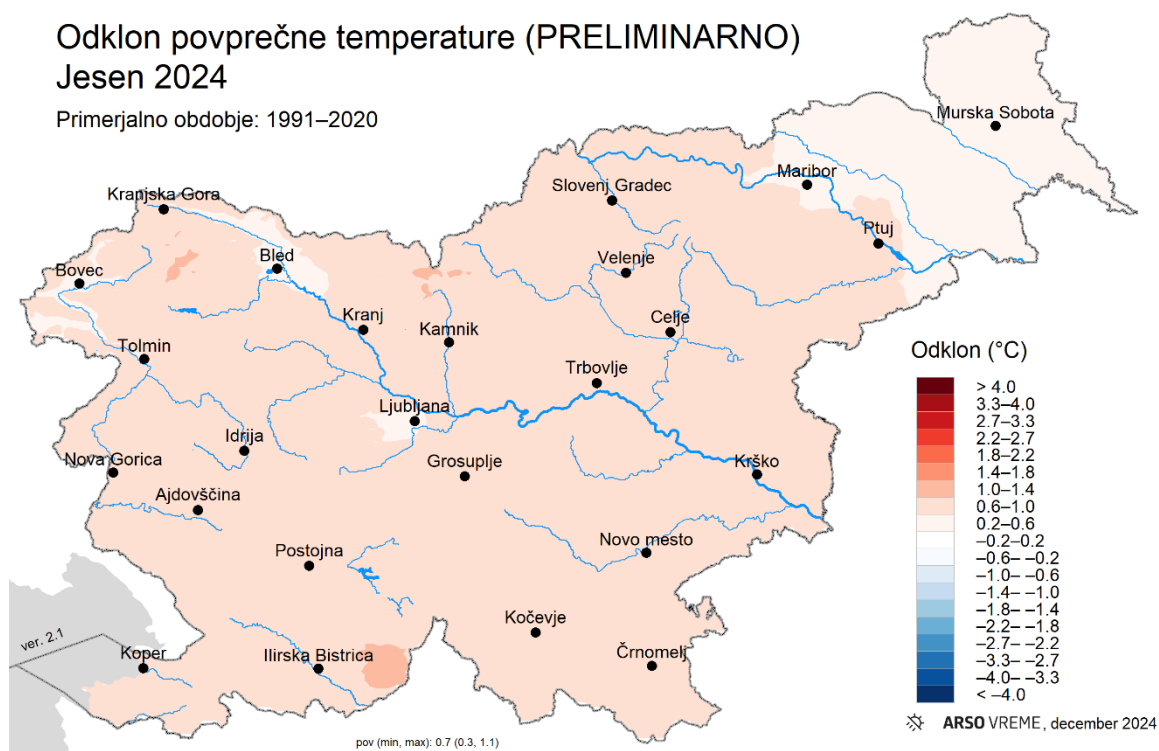 Odklon povprečne temperature (PRELIMINARNO)
Jesen 2024
Primerjalno obdobje: 1991–2020
Murska Sobota
Maribor
Slovenj Gradec
Kranjska Gora
Ptuj
Bled
Velenje
Bovec
Kranj
Kamnik
Celje
Tolmin
Trbovlje
Ljubljana
Idrija
Nova Gorica
Grosuplje
Krško
Ajdovščina
Novo mesto
Postojna
Kočevje
Koper
Ilirska Bistrica
Črnomelj
ver. 2.1
Odklon (°C)
> 4.0
3.3–4.0
2.7–3.3
2.2–2.7
1.8–2.2
1.4–1.8
1.0–1.4
0.6–1.0
0.2–0.6
–0.2–0.2
–0.6– –0.2
–1.0– –0.6
–1.4– –1.0
–1.8– –1.4
–2.2– –1.8
–2.7– –2.2
–3.3– –2.7
–4.0– –3.3
< –4.0
ARSO VREME, december 2024
pov (min, max): 0.7 (0.3, 1.1)